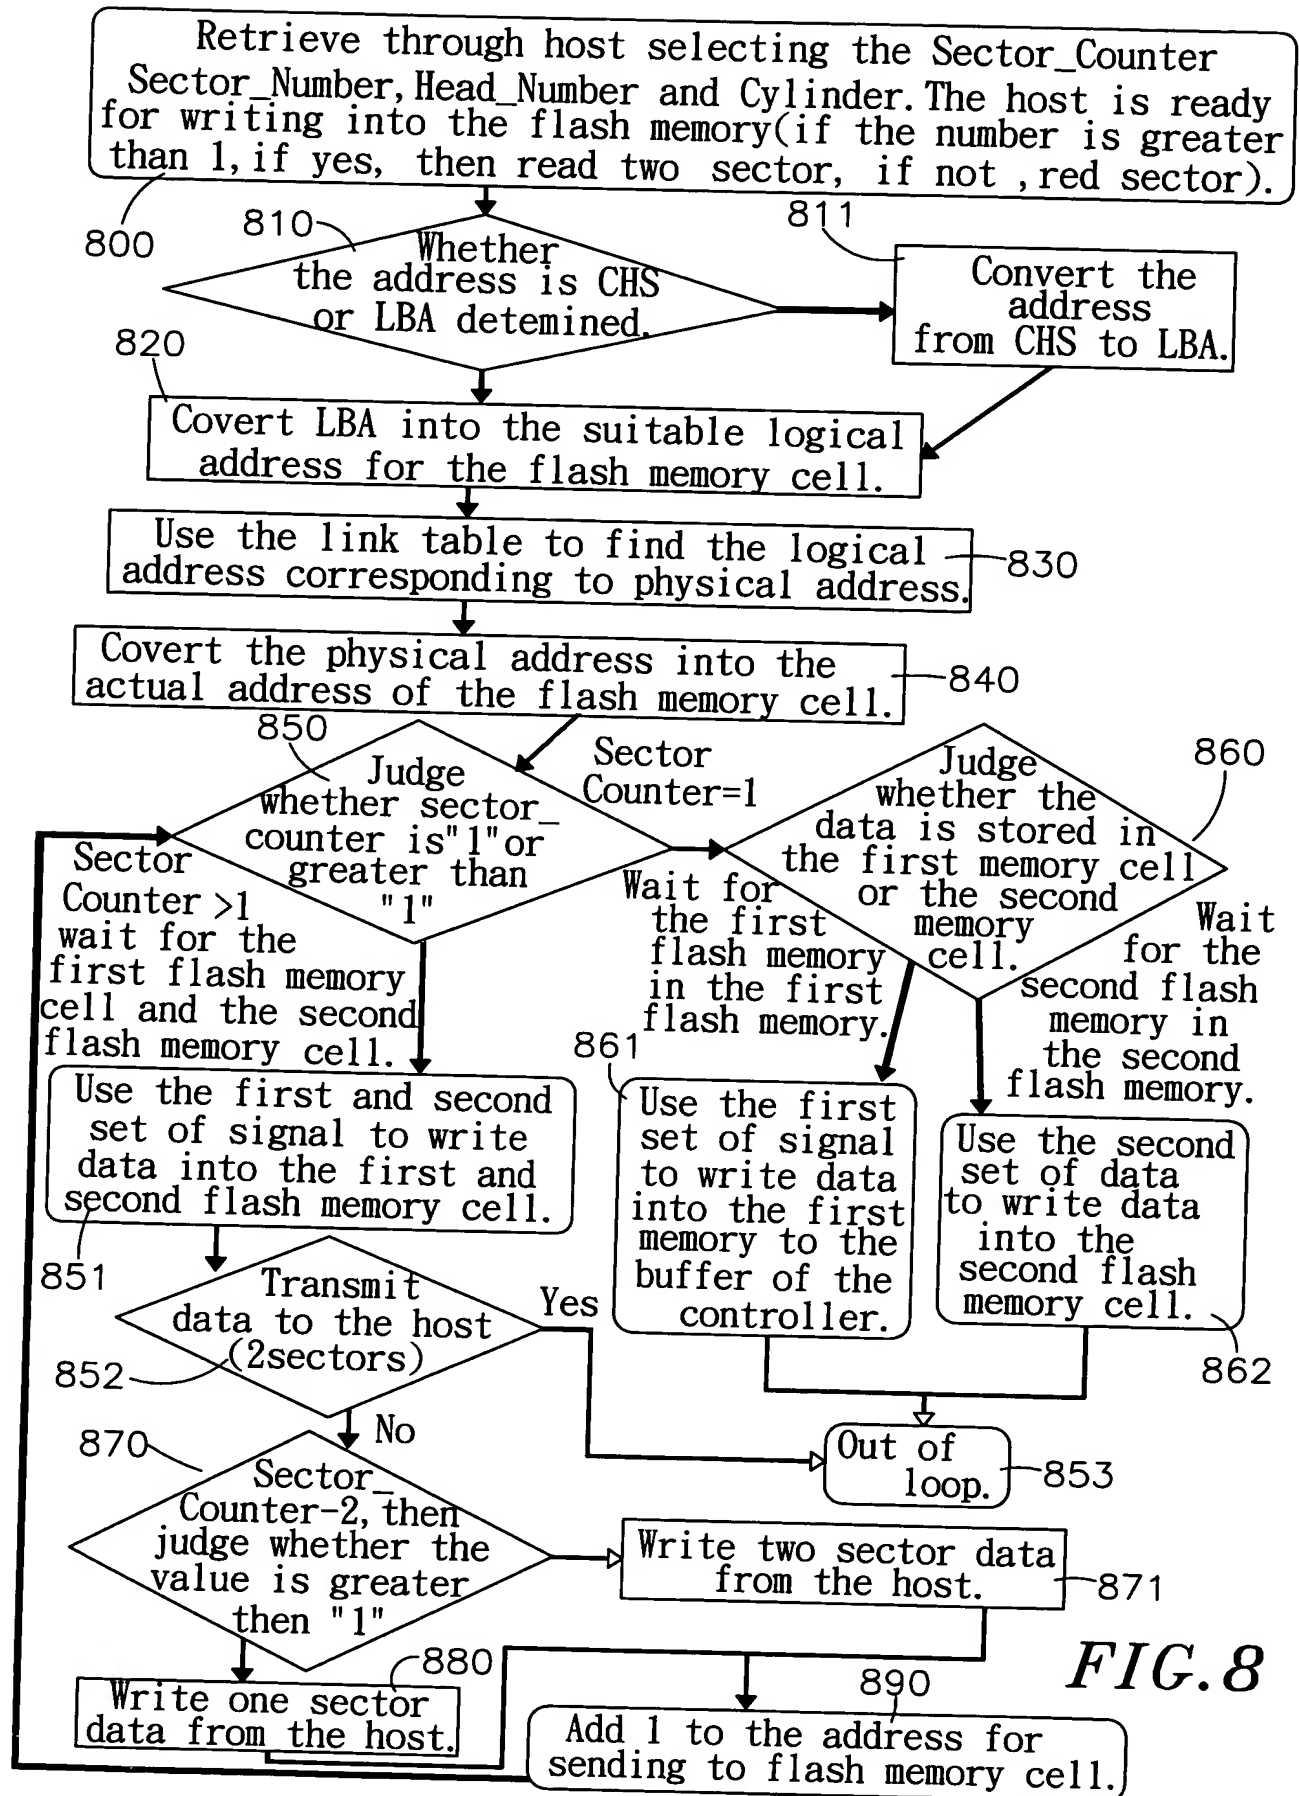 Retrieve through host selecting the Sector_Counter
Sector_Number, Head_Number and Cylinder. The host is ready
for writing into the flash memory(if the number is greater
than 1, if yes, then read two sector, if not ,red sector).
800
810
Whether
the address is CHS
or LBA detemined.
811
Convert the
address
from CHS to LBA.
820
Covert LBA into the suitable logical
address for the flash memory cell.
Use the link table to find the logical
address corresponding to physical address.
830
Covert the physical address into the
actual address of the flash memory cell.
840
850
Judge
whether sector_
counter is"1"or
greater than
"1"
Sector
Counter=1
860
Judge
whether the
data is stored in
the first memory cell
or the second
memory
cell.
Sector
Counter >1
wait for the
first flash memory
cell and the second
flash memory cell.
Wait for
the first
flash memory
in the first
flash memory.
Wait
for the
second flash
memory in
the second
flash memory.
Use the first and second
set of signal to write
data into the first and
second flash memory cell.
851
861
Use the first
set of signal
to write data
into the first
memory to the
buffer of the
controller.
Use the second
set of data
to write data
into the
second flash
memory cell.
862
Transmit
data to the host
(2sectors)
852
Yes
No
Out of
loop.
853
870
Sector_
Counter-2, then
judge whether the
value is greater
then "1"
Write two sector data
from the host.
871
880
Write one sector
data from the host.
890
Add 1 to the address for
sending to flash memory cell.
FIG. 8